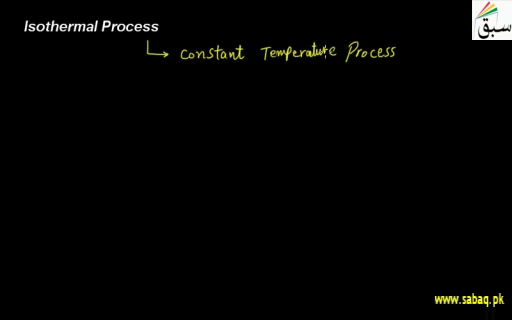 Isothermal Process
سبق
Constant Temperature Process
www.sabaq.pk